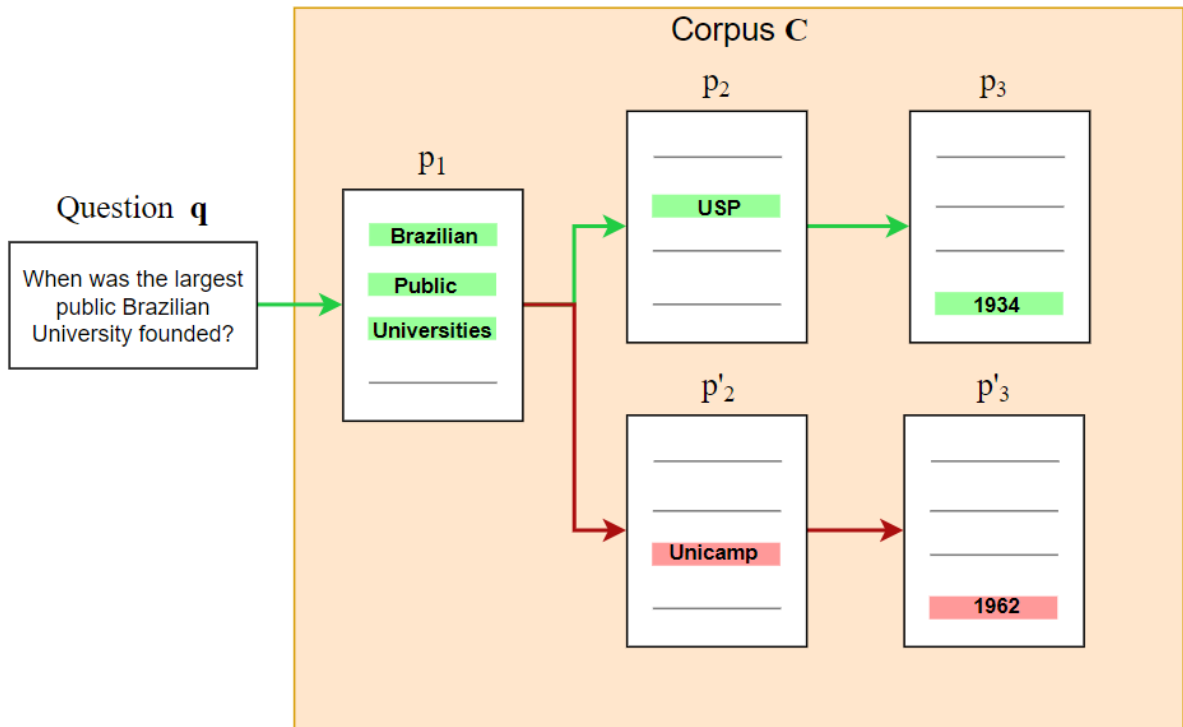 Corpus C
Question q
When was the largest
public Brazilian
University founded?
p1
Brazilian
Public
Universities
p2
USP
p3
1934
p'2
Unicamp
p'3
1962